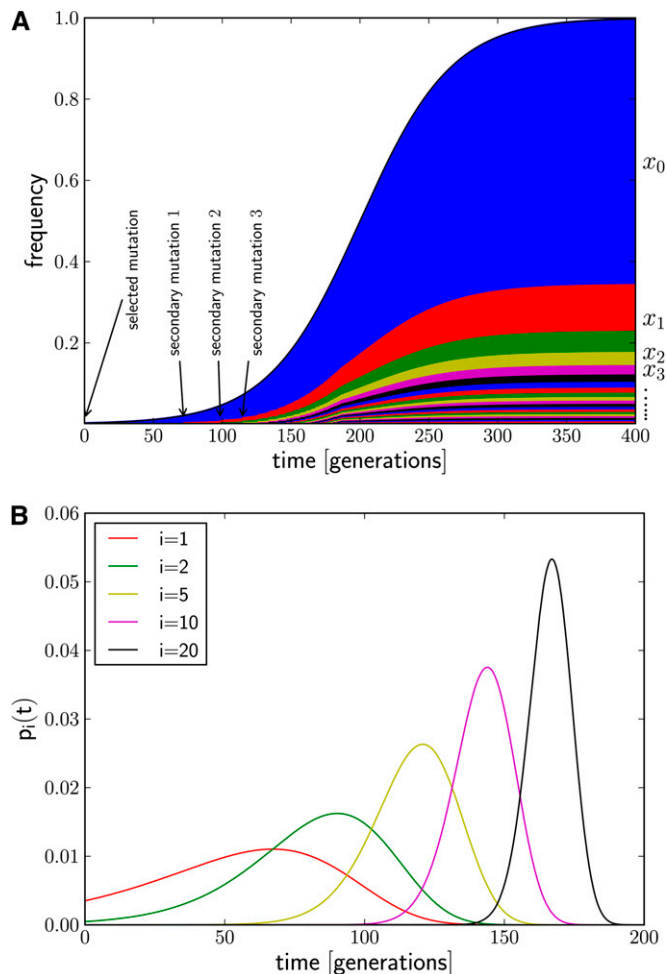 A
1.0
0.8
0.6
0.4
0.2
frequency
selected mutation
secondary mutation 1
secondary mutation 2
secondary mutation 3
x0
x1
x2
x3
0 50 100 150 200 250 300 350 400
time [generations]
B
0.06
0.05
0.04
0.03
0.02
0.01
0.00
pi(t)
i=1
i=2
i=5
i=10
i=20
0 50 100 150 200
time [generations]